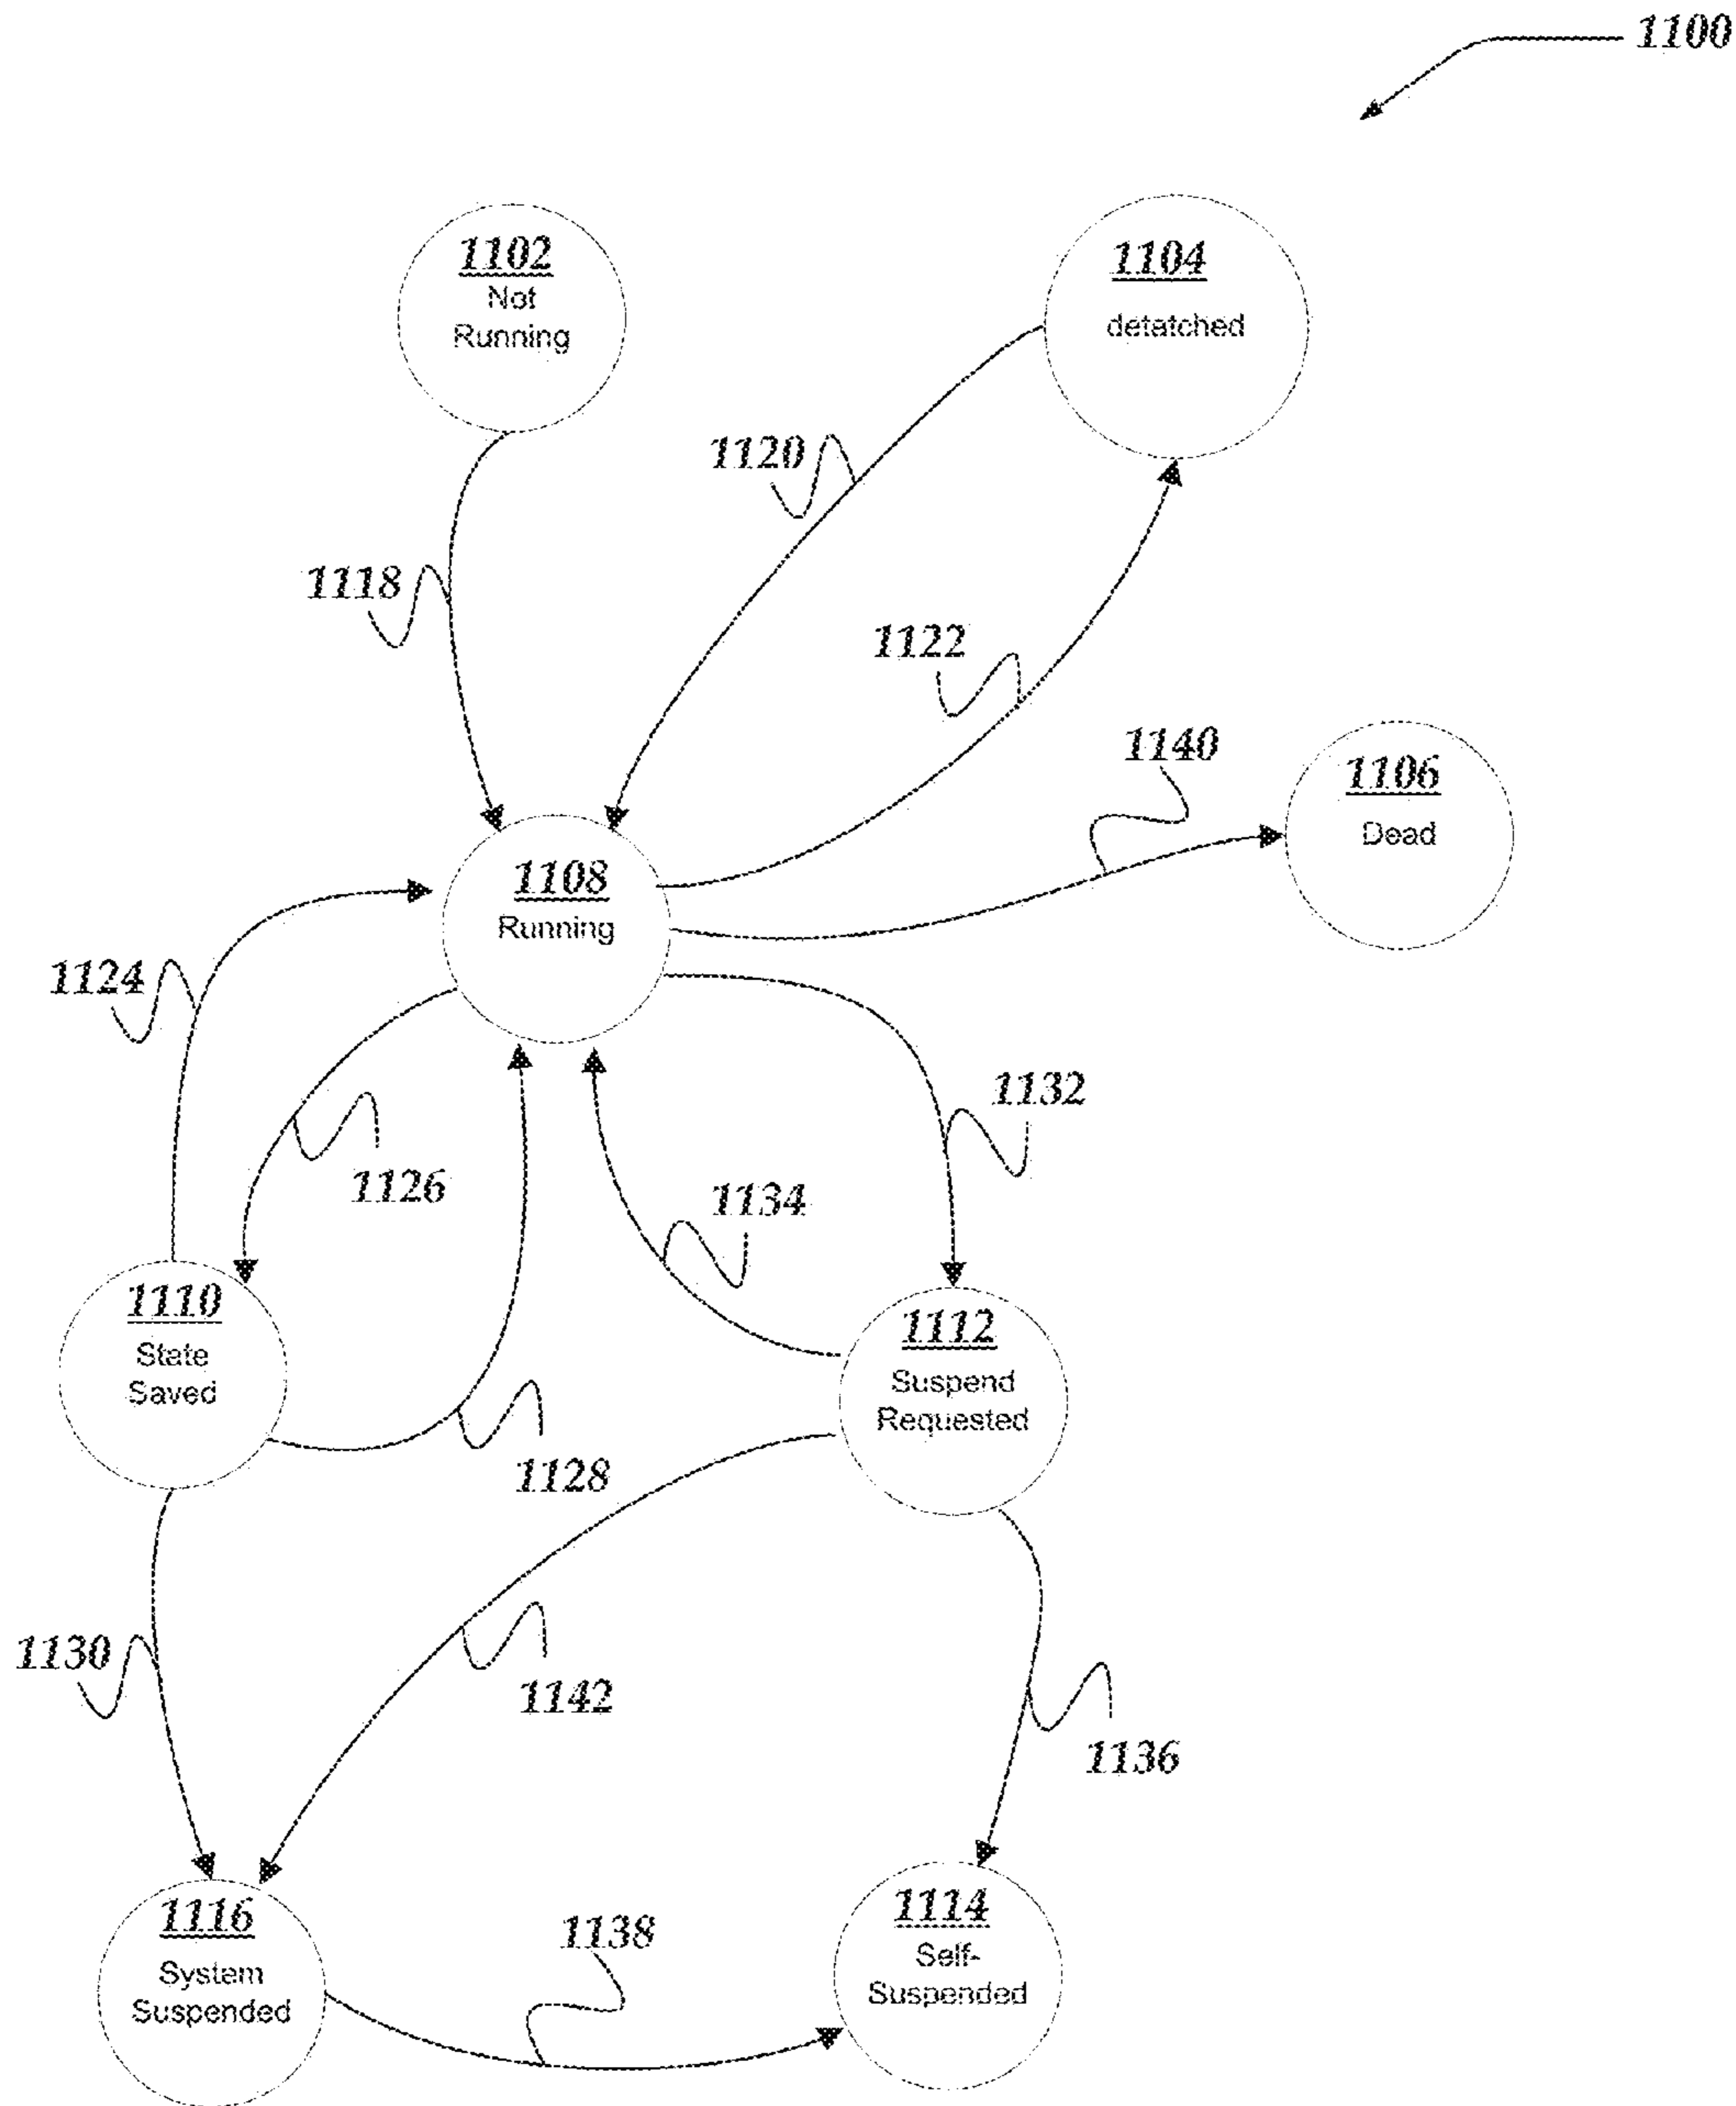 1100
1102
Not
Running
1104
detatched
1120
1118
1122
1140
1106
Dead
1108
Running
1124
1132
1126
1134
1110
State
Saved
1112
Suspend
Requested
1128
1130
1142
1136
1116
System
Suspended
1138
1114
Self-
Suspended